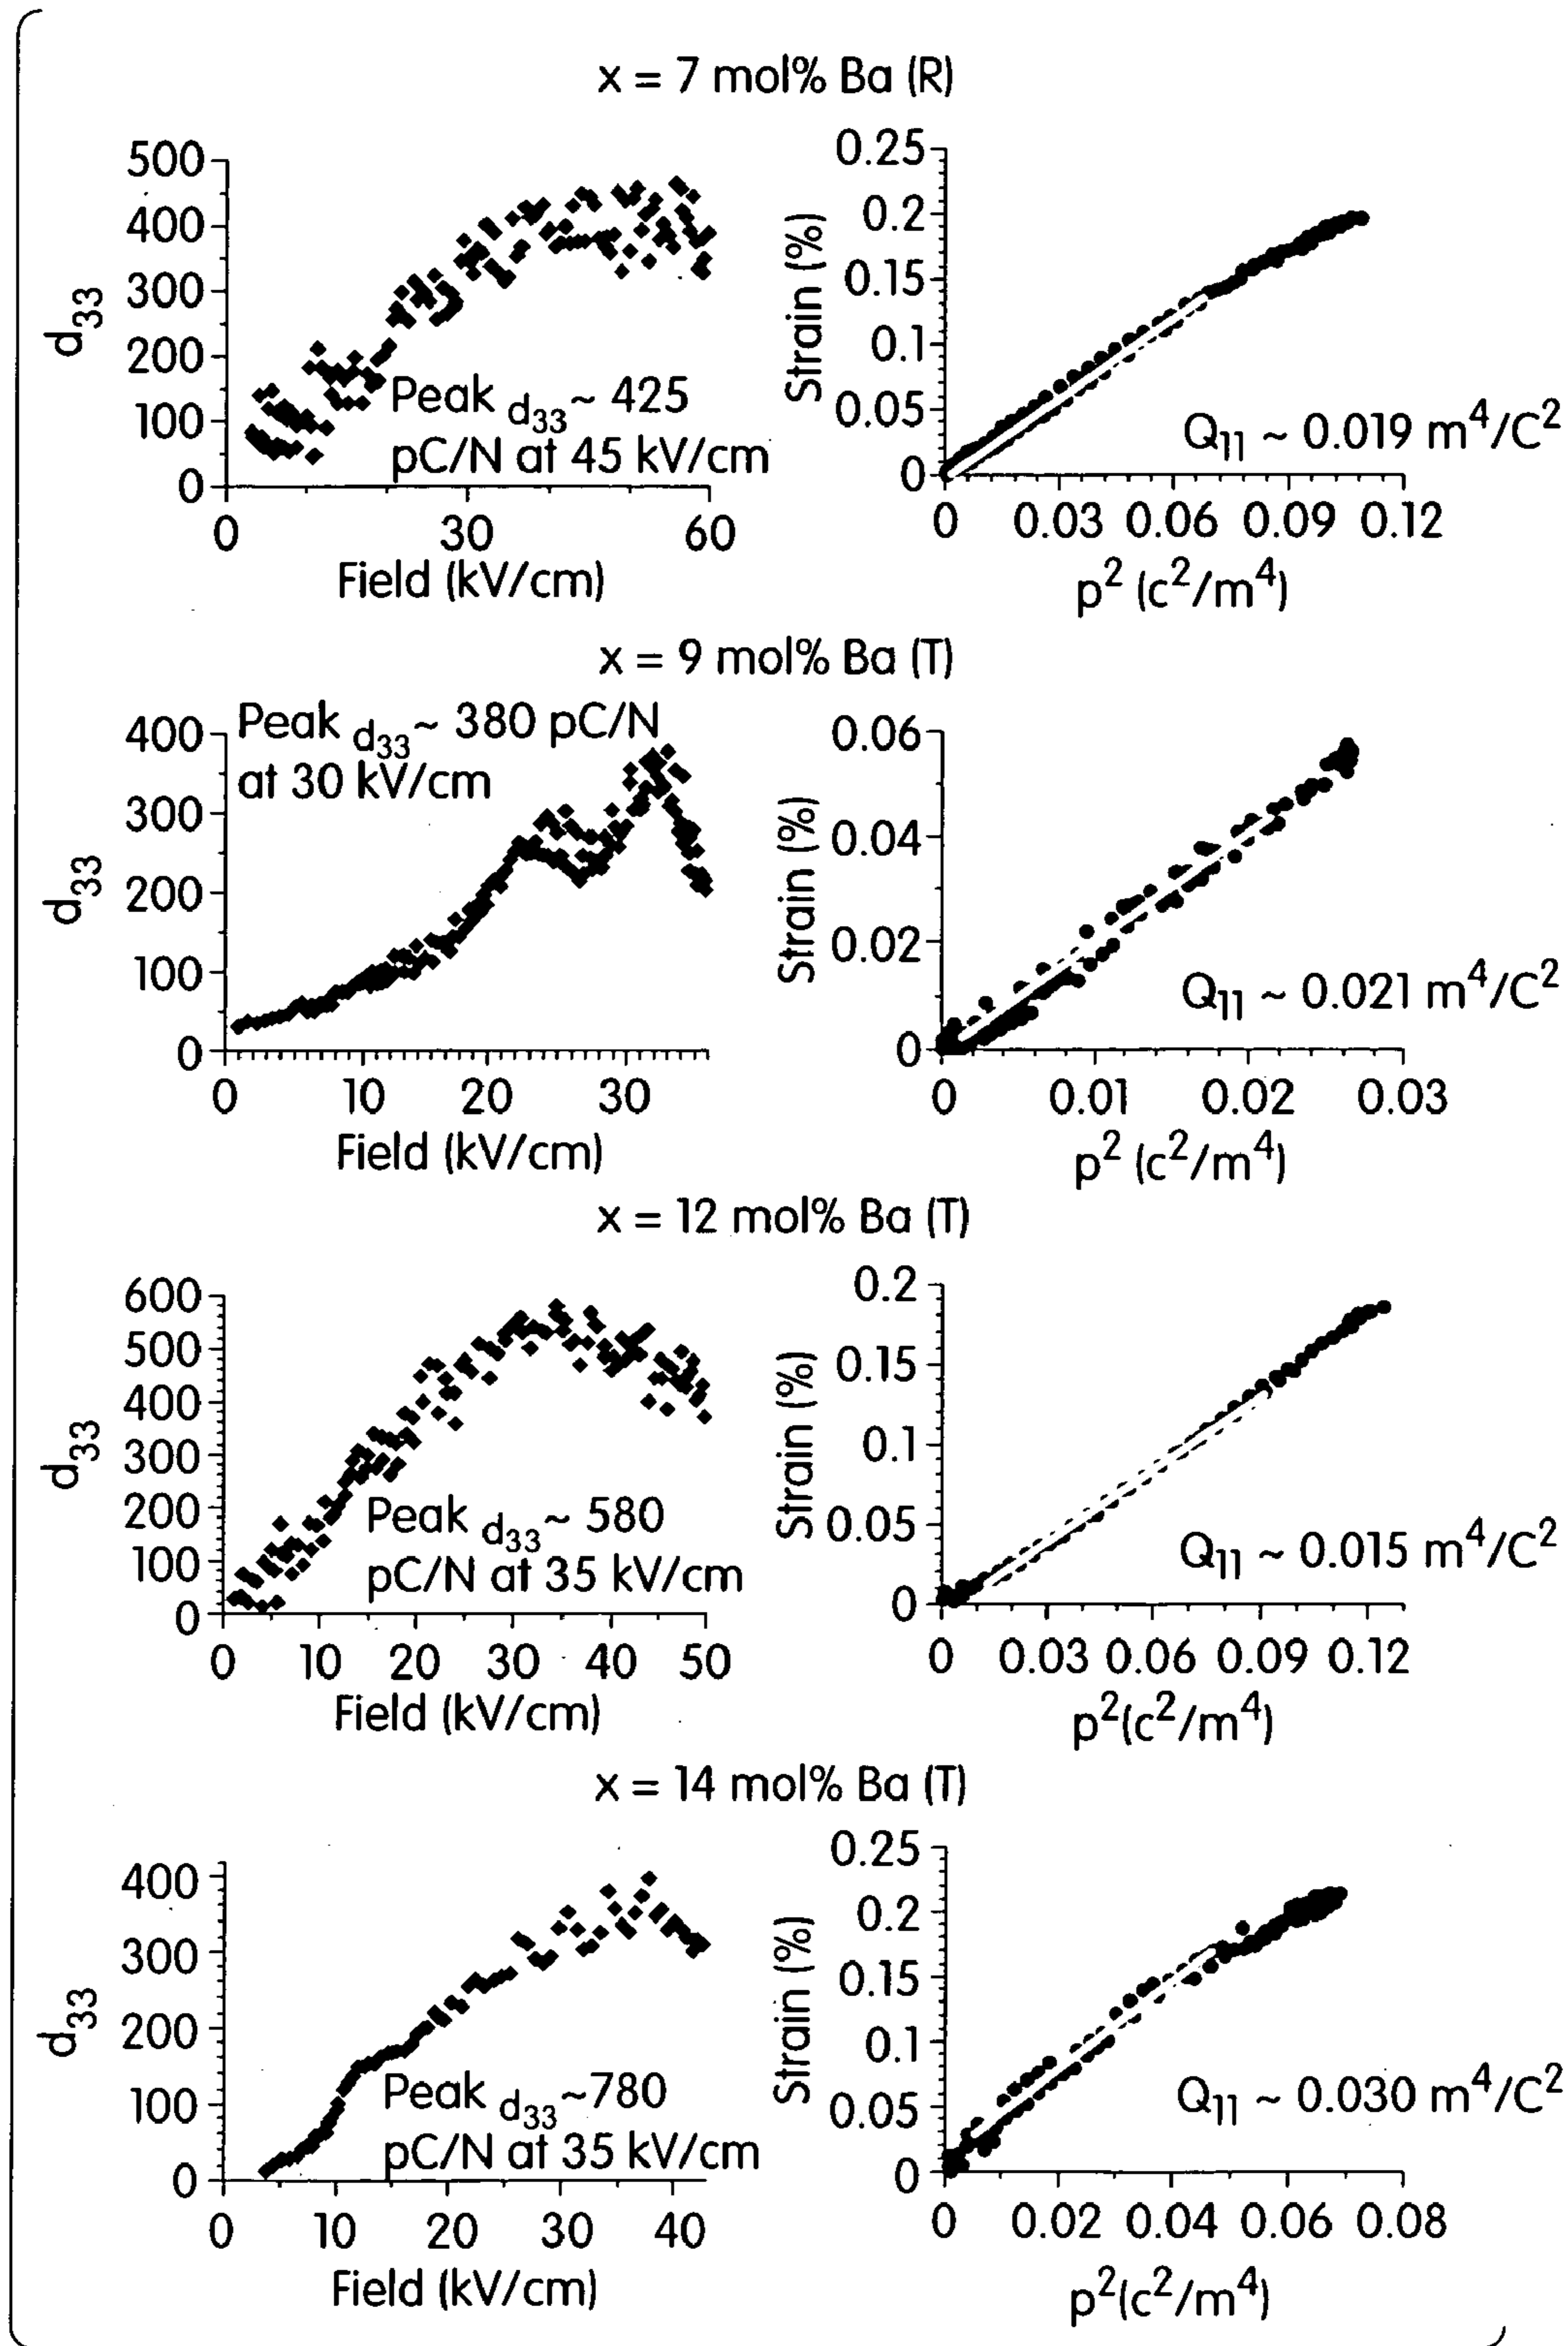 x = 7 mol% Ba (R)
500
400
300
200
100
0
d33
Peak d33 ~ 425
pC/N at 45 kV/cm
0 30 60
Field (kV/cm)
0.25
0.2
0.15
0.1
0.05
0
Strain (%)
Q11 ~ 0.019 m⁴/C²
0 0.03 0.06 0.09 0.12
p² (c²/m⁴)
x = 9 mol% Ba (T)
Peak d33 ~ 380 pC/N
at 30 kV/cm
400
300
200
100
0
d33
0 10 20 30
Field (kV/cm)
0.06
0.04
0.02
0
Strain (%)
Q11 ~ 0.021 m⁴/C²
0 0.01 0.02 0.03
p² (c²/m⁴)
x = 12 mol% Ba (T)
600
500
400
300
200
100
0
d33
Peak d33 ~ 580
pC/N at 35 kV/cm
0 10 20 30 40 50
Field (kV/cm)
0.2
0.15
0.1
0.05
0
Strain (%)
Q11 ~ 0.015 m⁴/C²
0 0.03 0.06 0.09 0.12
p²(c²/m⁴)
x = 14 mol% Ba (T)
400
300
200
100
0
d33
Peak d33 ~780
pC/N at 35 kV/cm
0 10 20 30 40
Field (kV/cm)
0.25
0.2
0.15
0.1
0.05
0
Strain (%)
Q11 ~ 0.030 m⁴/C²
0 0.02 0.04 0.06 0.08
p²(c²/m⁴)